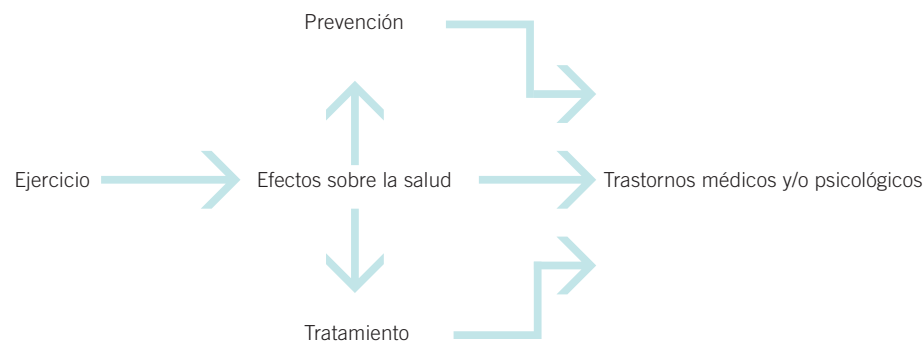 Prevención
Ejercicio
Efectos sobre la salud
Trastornos médicos y/o psicológicos
Tratamiento